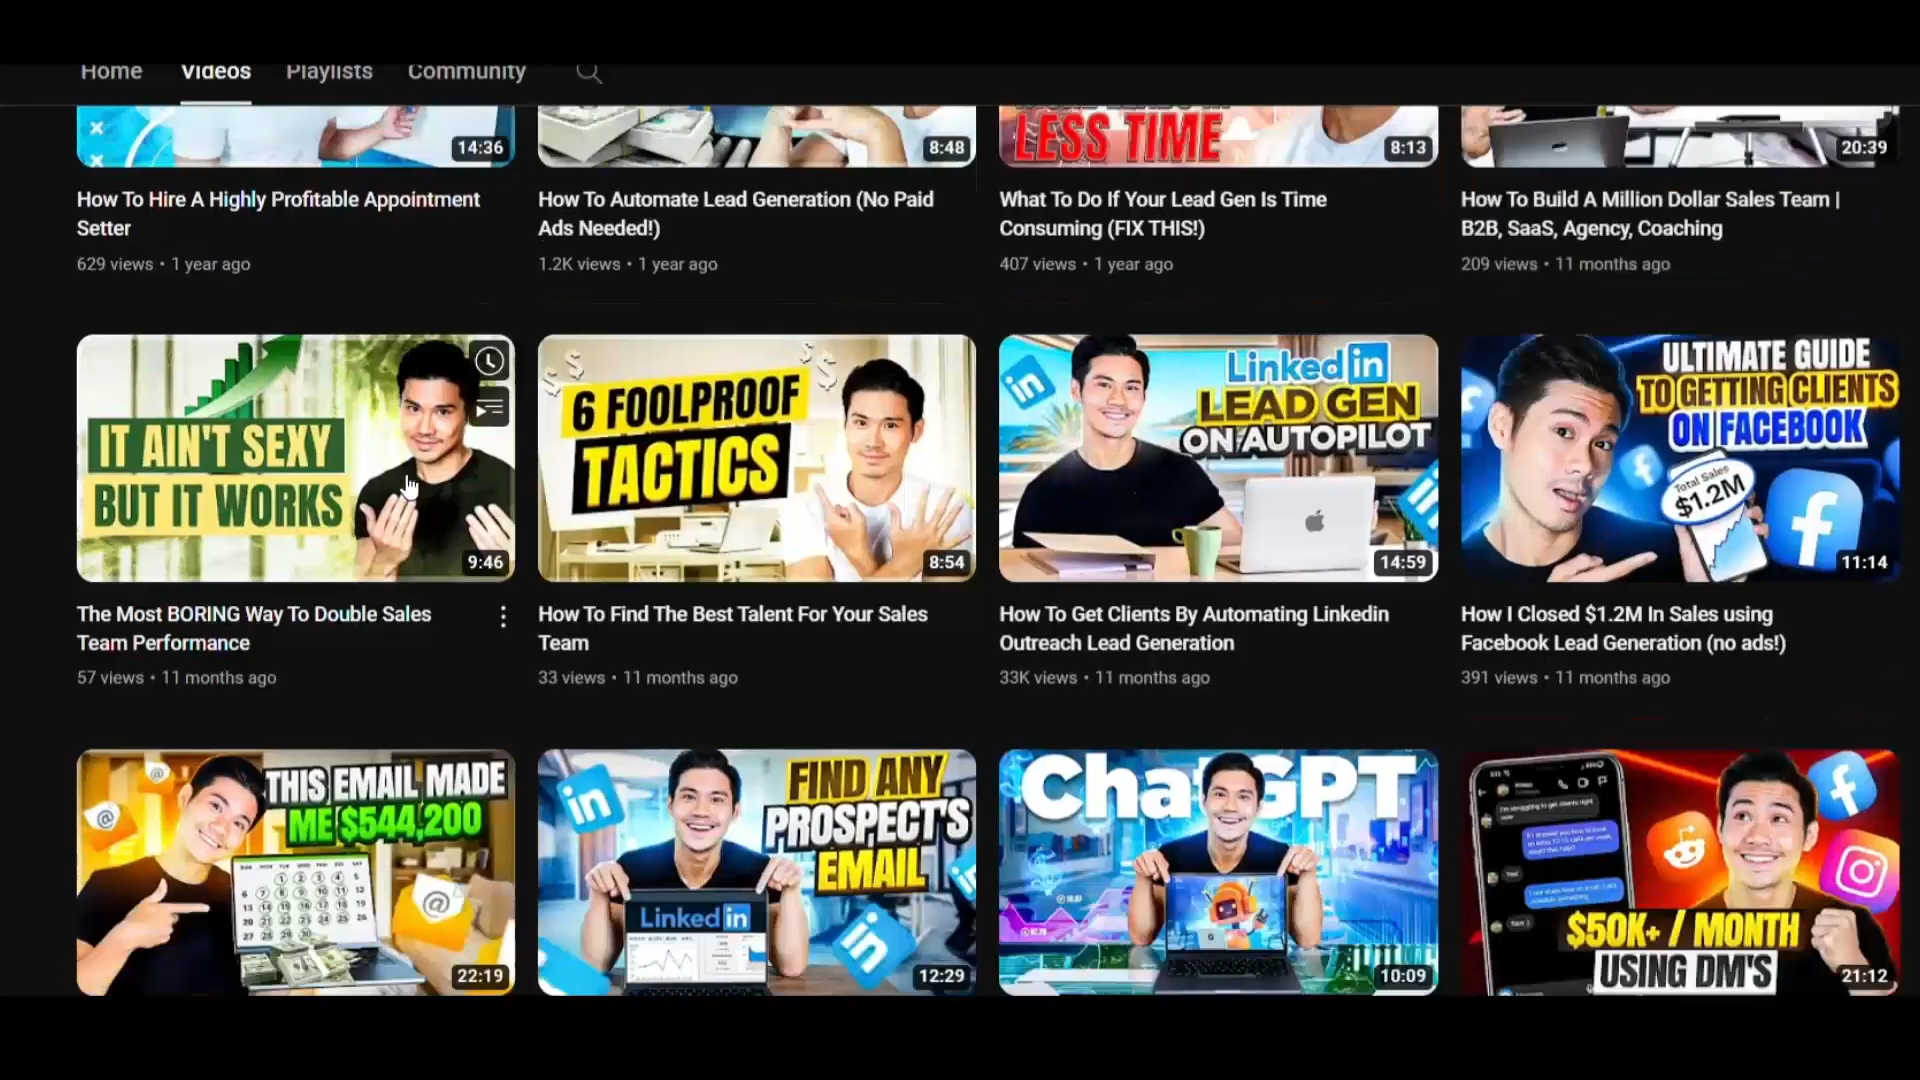 Home Videos Playlists Community
14:36
8:48
LESS TIME
8:13
20:39
How To Hire A Highly Profitable Appointment
Setter
629 views • 1 year ago
How To Automate Lead Generation (No Paid
Ads Needed!)
1.2K views • 1 year ago
What To Do If Your Lead Gen Is Time
Consuming (FIX THIS!)
407 views • 1 year ago
How To Build A Million Dollar Sales Team |
B2B, SaaS, Agency, Coaching
209 views • 11 months ago
IT AIN'T SEXY
BUT IT WORKS
9:46
6 FOOLPROOF
TACTICS
8:54
in
Linked in
LEAD GEN
ON AUTOPILOT
14:59
ULTIMATE GUIDE
TO GETTING CLIENTS
ON FACEBOOK
Total Sales
$1.2M
11:14
The Most BORING Way To Double Sales
Team Performance
57 views • 11 months ago
How To Find The Best Talent For Your Sales
Team
33 views • 11 months ago
How To Get Clients By Automating Linkedin
Outreach Lead Generation
33K views • 11 months ago
How I Closed $1.2M In Sales using
Facebook Lead Generation (no ads!)
391 views • 11 months ago
THIS EMAIL MADE
ME $544,200
22:19
in
FIND ANY
PROSPECT'S
EMAIL
Linked in
in
12:29
ChatGPT
10:09
$50K+ / MONTH
USING DM'S
21:12